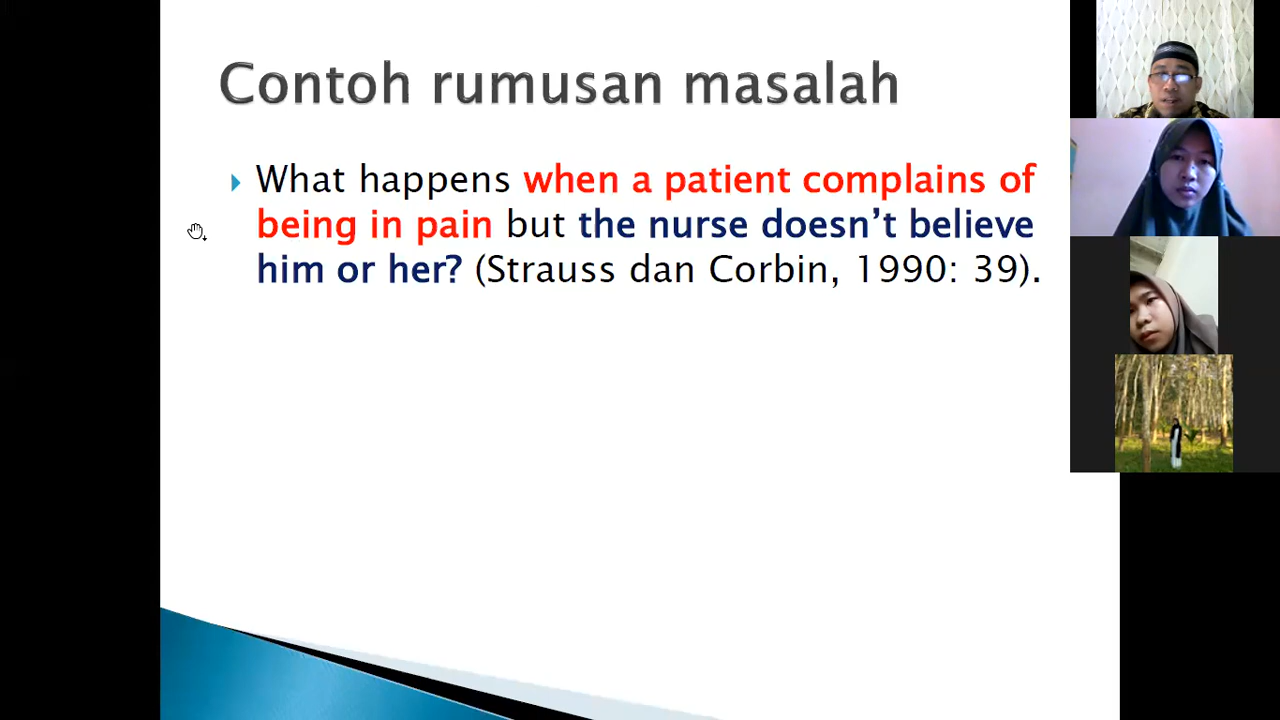 Contoh rumusan masalah
What happens when a patient complains of
being in pain but the nurse doesn’t believe
him or her? (Strauss dan Corbin, 1990: 39).